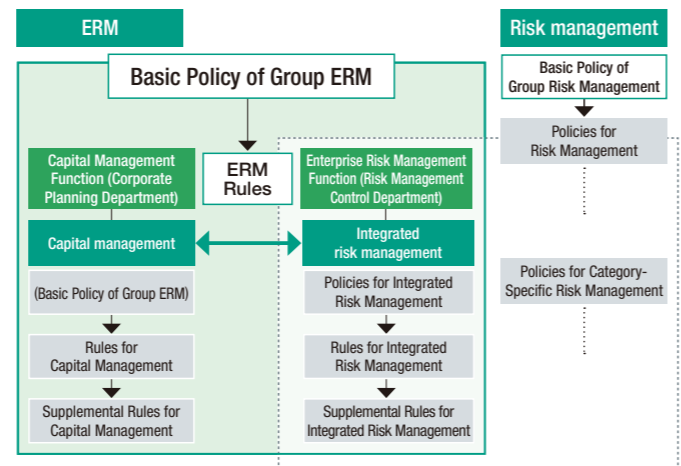 ERM
Risk management
Basic Policy of Group ERM
Basic Policy of
Group Risk Management
Policies for
Risk Management
Capital Management
Function (Corporate
Planning Department)
ERM
Rules
Enterprise Risk Management
Function (Risk Management
Control Department)
Capital management
Integrated
risk management
(Basic Policy of Group ERM)
Policies for Integrated
Risk Management
Policies for Category-
Specific Risk Management
Rules for
Capital Management
Rules for Integrated
Risk Management
Supplemental Rules for
Capital Management
Supplemental Rules for
Integrated Risk Management